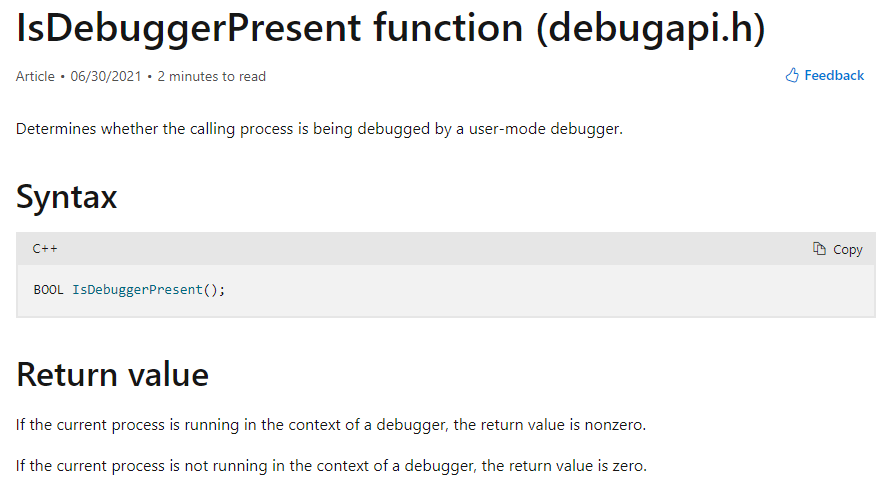 IsDebuggerPresent function (debugapi.h)
Article • 06/30/2021 • 2 minutes to read
Feedback
Determines whether the calling process is being debugged by a user-mode debugger.
Syntax
C++
Copy
BOOL IsDebuggerPresent();
Return value
If the current process is running in the context of a debugger, the return value is nonzero.
If the current process is not running in the context of a debugger, the return value is zero.